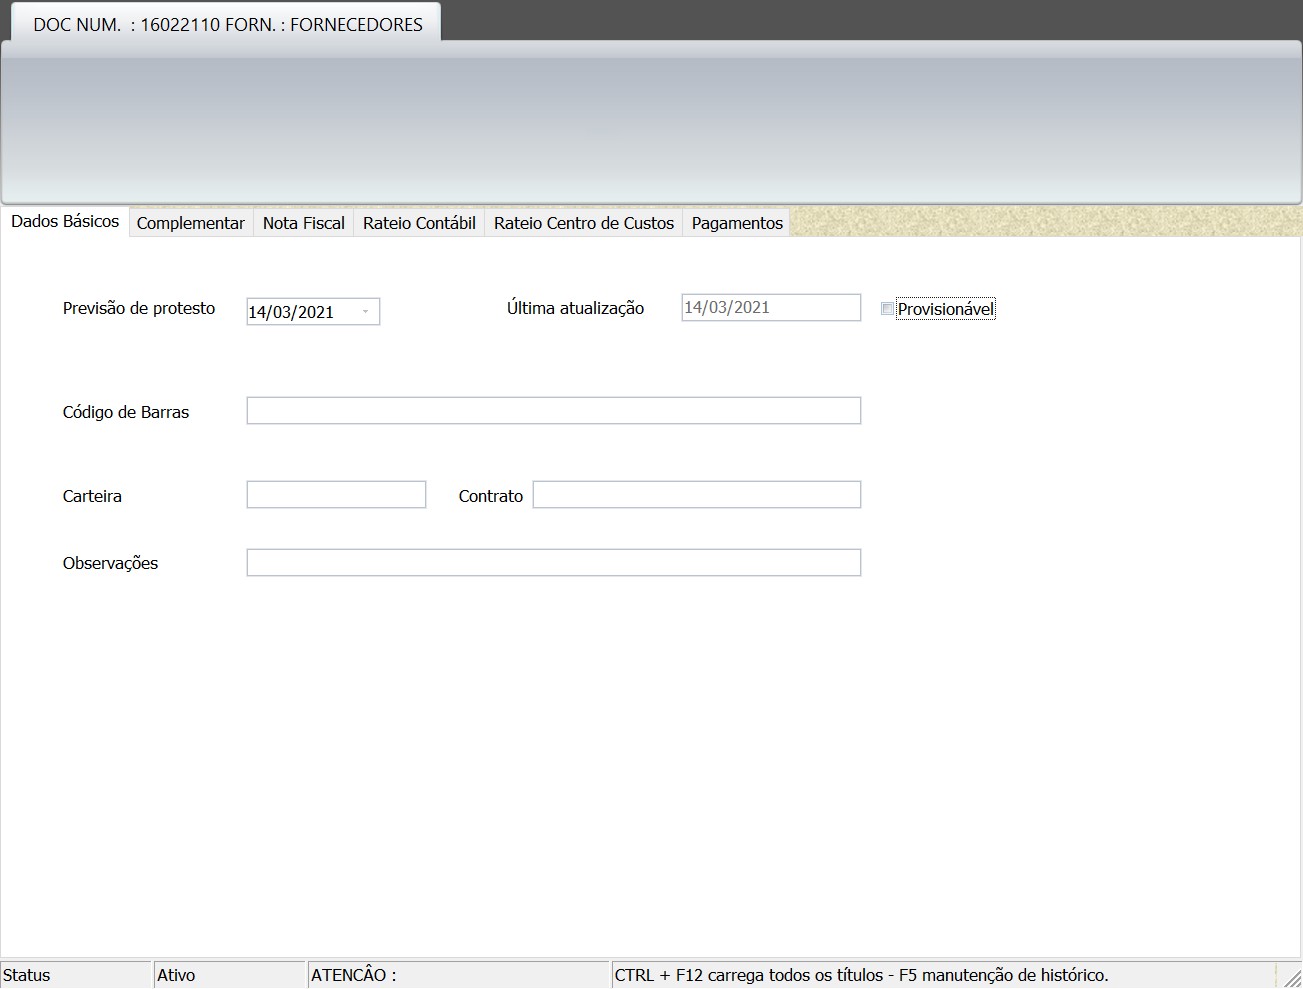 DOC NUM.  : 16022110 FORN. : FORNECEDORES
Dados Básicos Complementar Nota Fiscal Rateio Contábil Rateio Centro de Custos Pagamentos
Previsão de protesto 14/03/2021 Última atualização 14/03/2021 Provisionável
Código de Barras
Carteira Contrato
Observações
Status Ativo ATENCÂO : CTRL + F12 carrega todos os títulos - F5 manutenção de histórico.